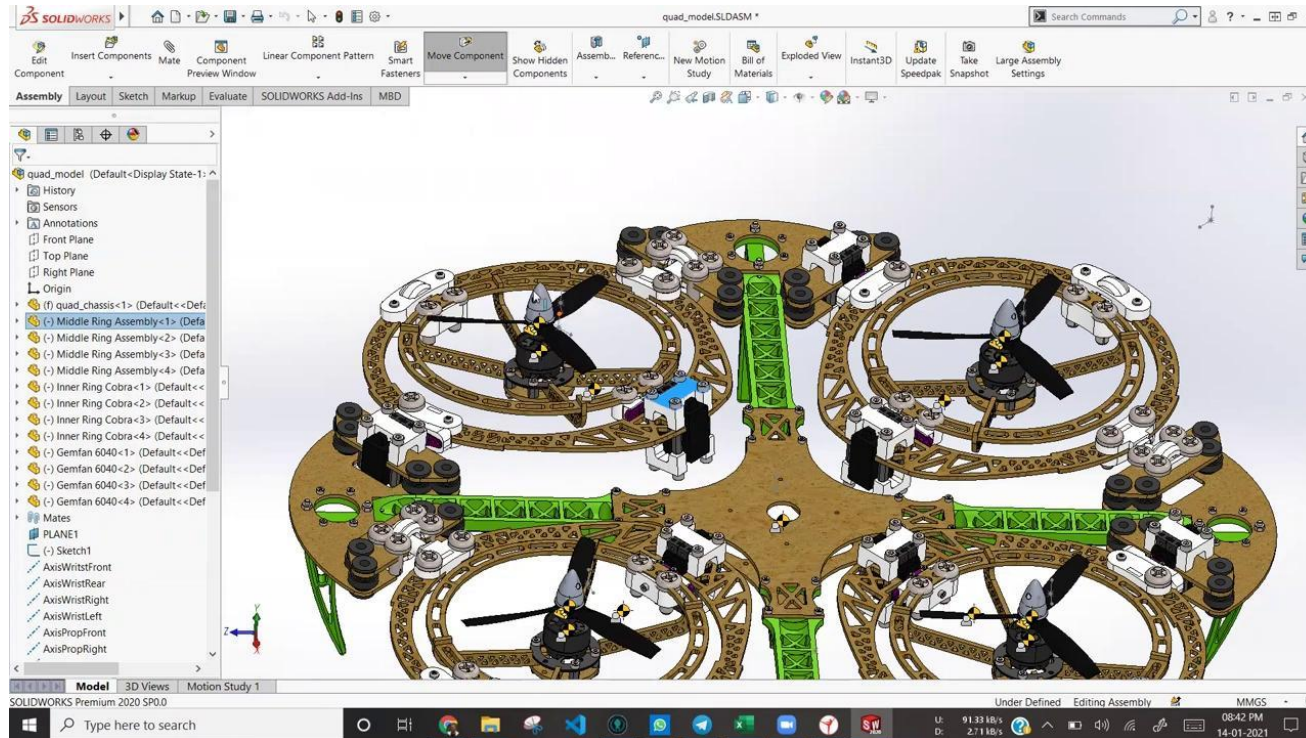 SOLIDWORKS
quad_model.SLDASM *
Search Commands
Edit Component
Insert Components
Mate
Component Preview Window
Linear Component Pattern
Smart Fasteners
Move Component
Show Hidden Components
Assemb...
Referenc...
New Motion Study
Bill of Materials
Exploded View
Instant3D
Update Speedpak
Take Snapshot
Large Assembly Settings
Assembly Layout Sketch Markup Evaluate SOLIDWORKS Add-Ins MBD
quad_model (Default<Display State-1>
History
Sensors
Annotations
Front Plane
Top Plane
Right Plane
Origin
(f) quad_chassis<1> (Default<<Defa
(-) Middle Ring Assembly<1> (Defa
(-) Middle Ring Assembly<2> (Defa
(-) Middle Ring Assembly<3> (Defa
(-) Middle Ring Assembly<4> (Defa
(-) Inner Ring Cobra<1> (Default<<
(-) Inner Ring Cobra<2> (Default<<
(-) Inner Ring Cobra<3> (Default<<
(-) Inner Ring Cobra<4> (Default<<
(-) Gemfan 6040<1> (Default<<Def
(-) Gemfan 6040<2> (Default<<Def
(-) Gemfan 6040<3> (Default<<Def
(-) Gemfan 6040<4> (Default<<Def
Mates
PLANE1
(-) Sketch1
AxisWritstFront
AxisWristRear
AxisWristRight
AxisWristLeft
AxisPropFront
AxisPropRight
Y
Z
X
Model 3D Views Motion Study 1
SOLIDWORKS Premium 2020 SP0.0
Under Defined Editing Assembly MMGS
Type here to search
U: 91.33 kB/s
D: 2.71 kB/s
08:42 PM
14-01-2021